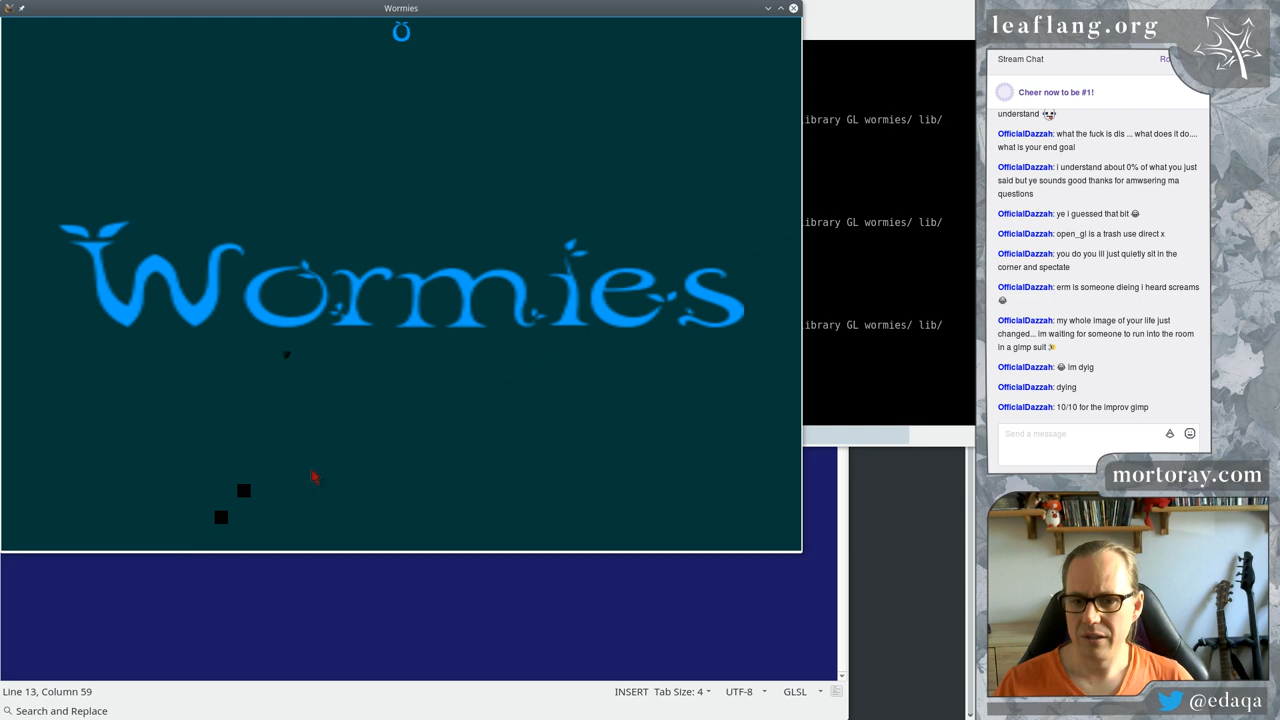 Wormies
0
Wormies
ibrary GL wormies/ lib/
ibrary GL wormies/ lib/
ibrary GL wormies/ lib/
Line 13, Column 59
INSERT Tab Size: 4 UTF-8 GLSL
Search and Replace
leaflang.org
Stream Chat Ro
Cheer now to be #1!
understand
OfficialDazzah: what the fuck is dis ... what does it do....
what is your end goal
OfficialDazzah: i understand about 0% of what you just
said but ye sounds good thanks for amwsering ma
questions
OfficialDazzah: ye i guessed that bit 😂
OfficialDazzah: open_gl is a trash use direct x
OfficialDazzah: you do you ill just quietly sit in the
corner and spectate
OfficialDazzah: erm is someone dieing i heard screams
😂
OfficialDazzah: my whole image of your life just
changed... im waiting for someone to run into the room
in a gimp suit 🎉
OfficialDazzah: 😂 im dyig
OfficialDazzah: dying
OfficialDazzah: 10/10 for the improv gimp
Send a message
mortoray.com
@edaqa